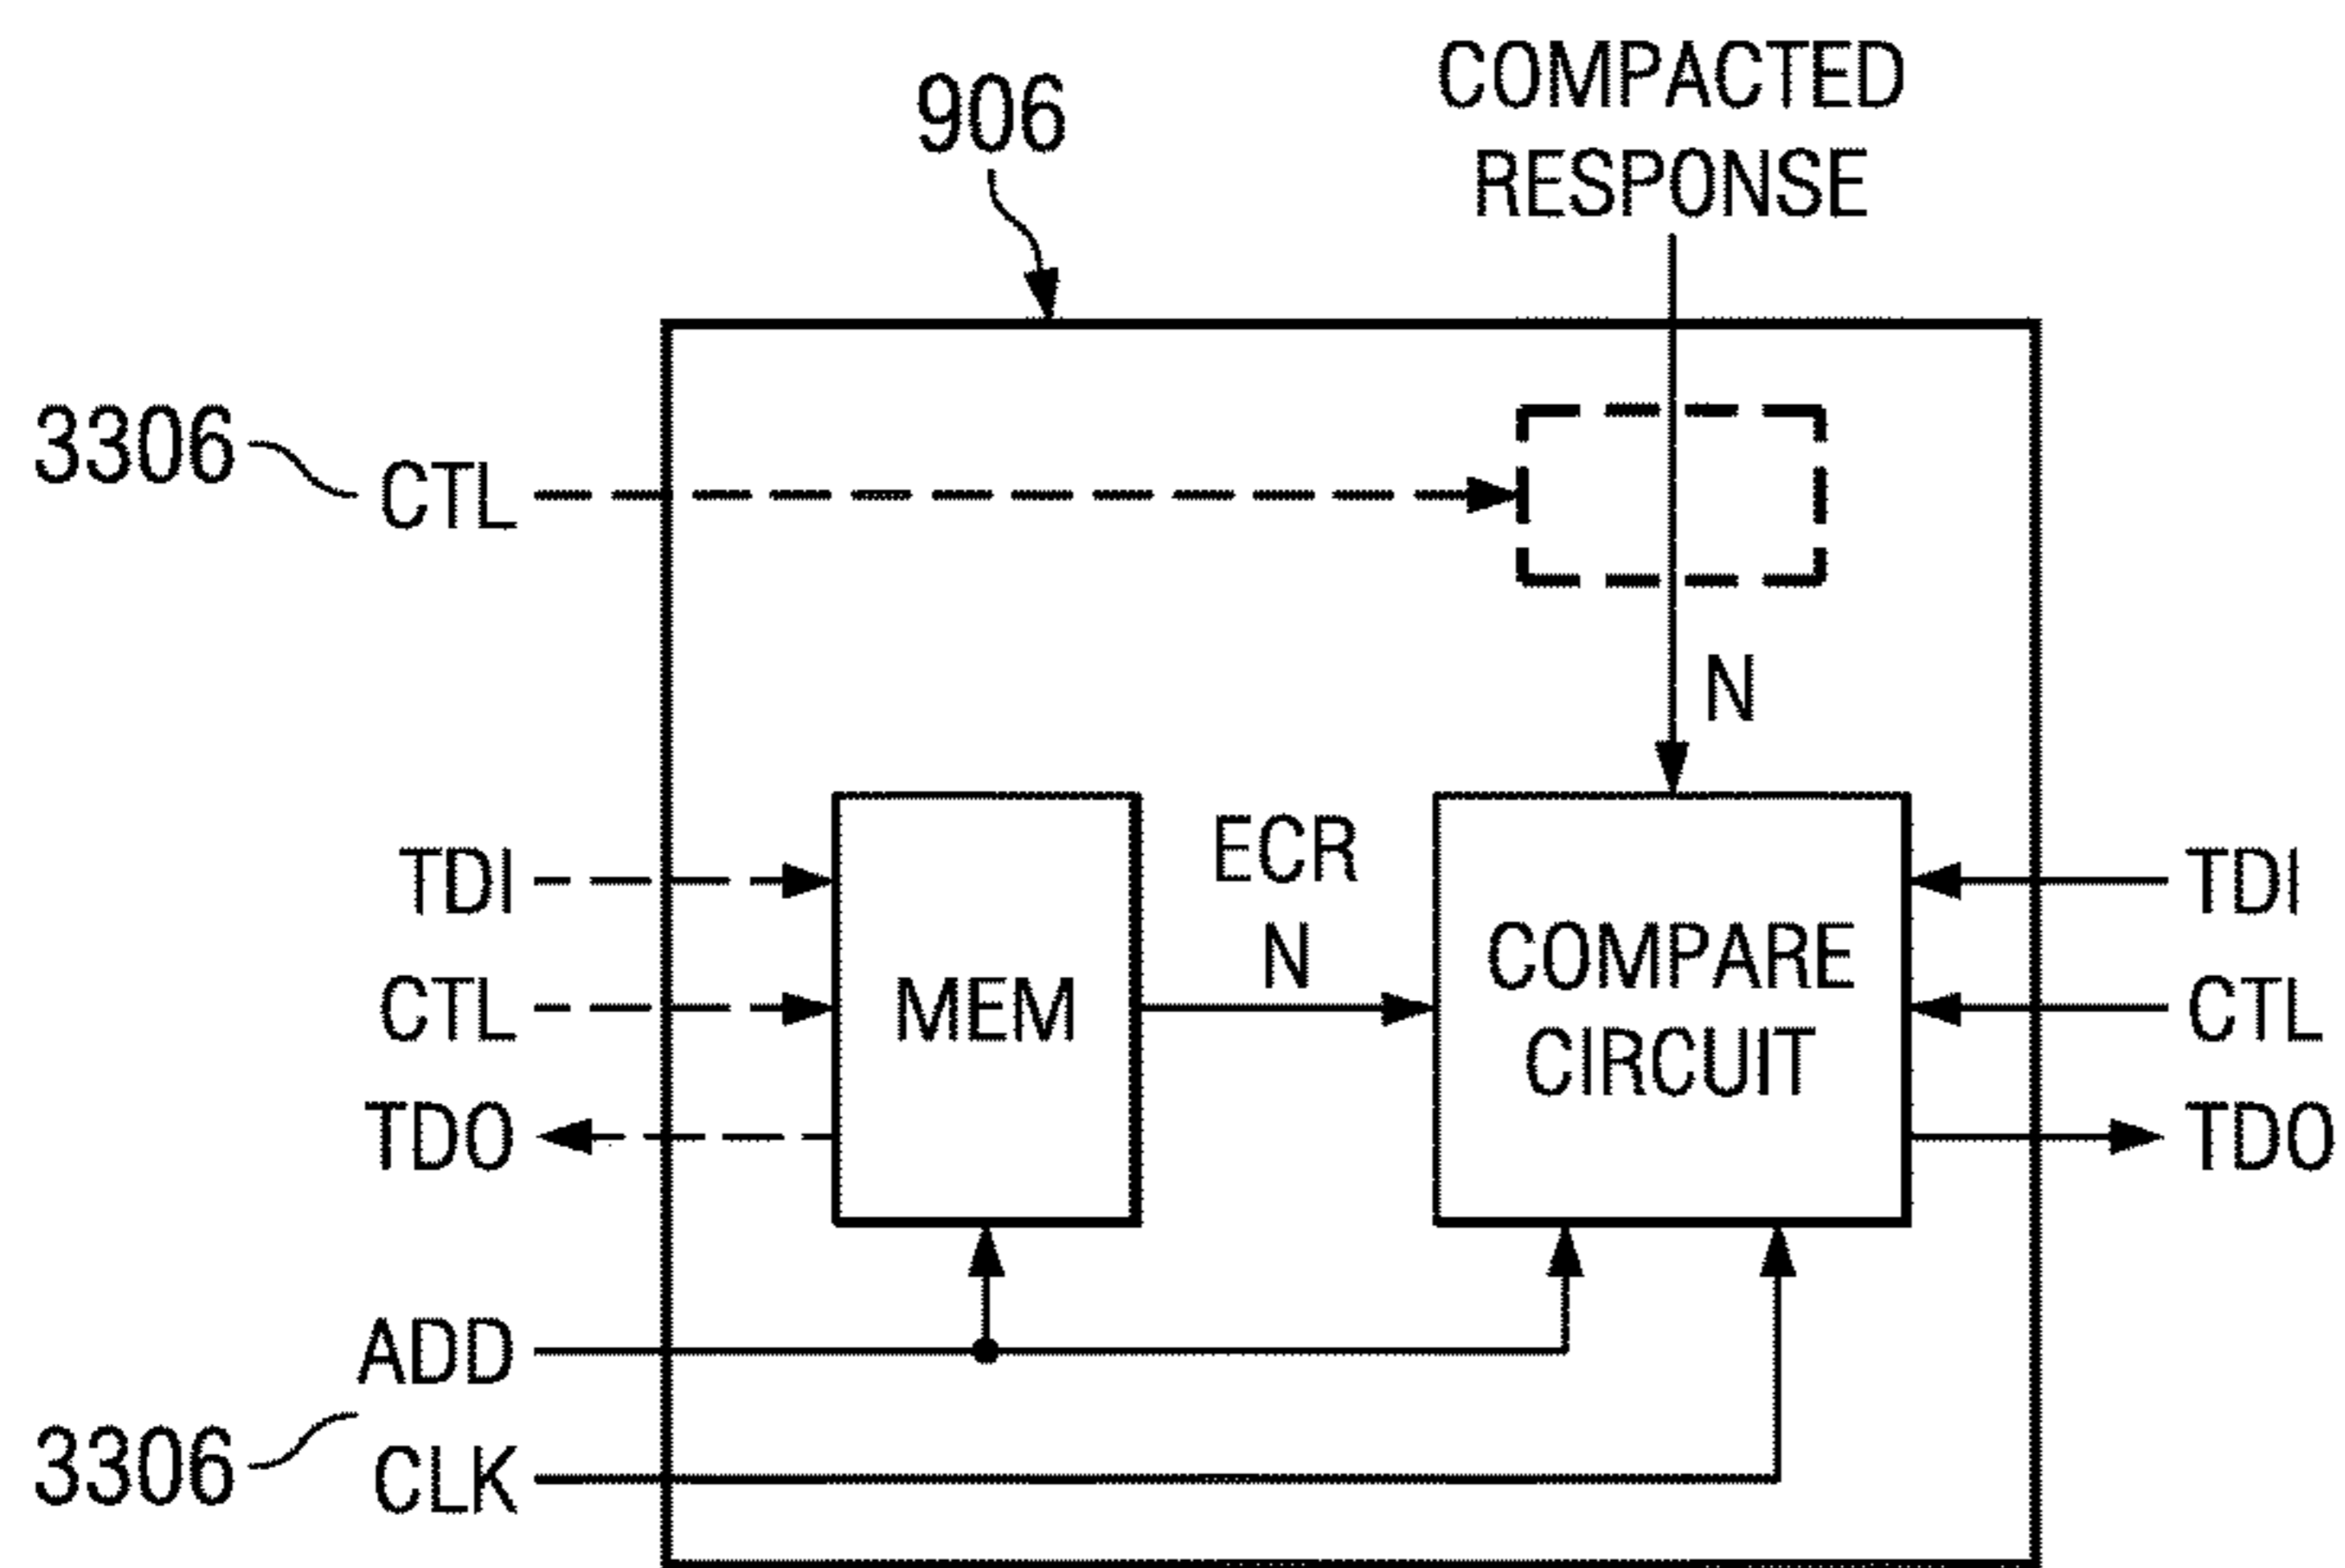 906
COMPACTED
RESPONSE
3306
CTL
N
TDI
CTL
TDO
MEM
ECR
N
COMPARE
CIRCUIT
TDI
CTL
TDO
ADD
3306
CLK